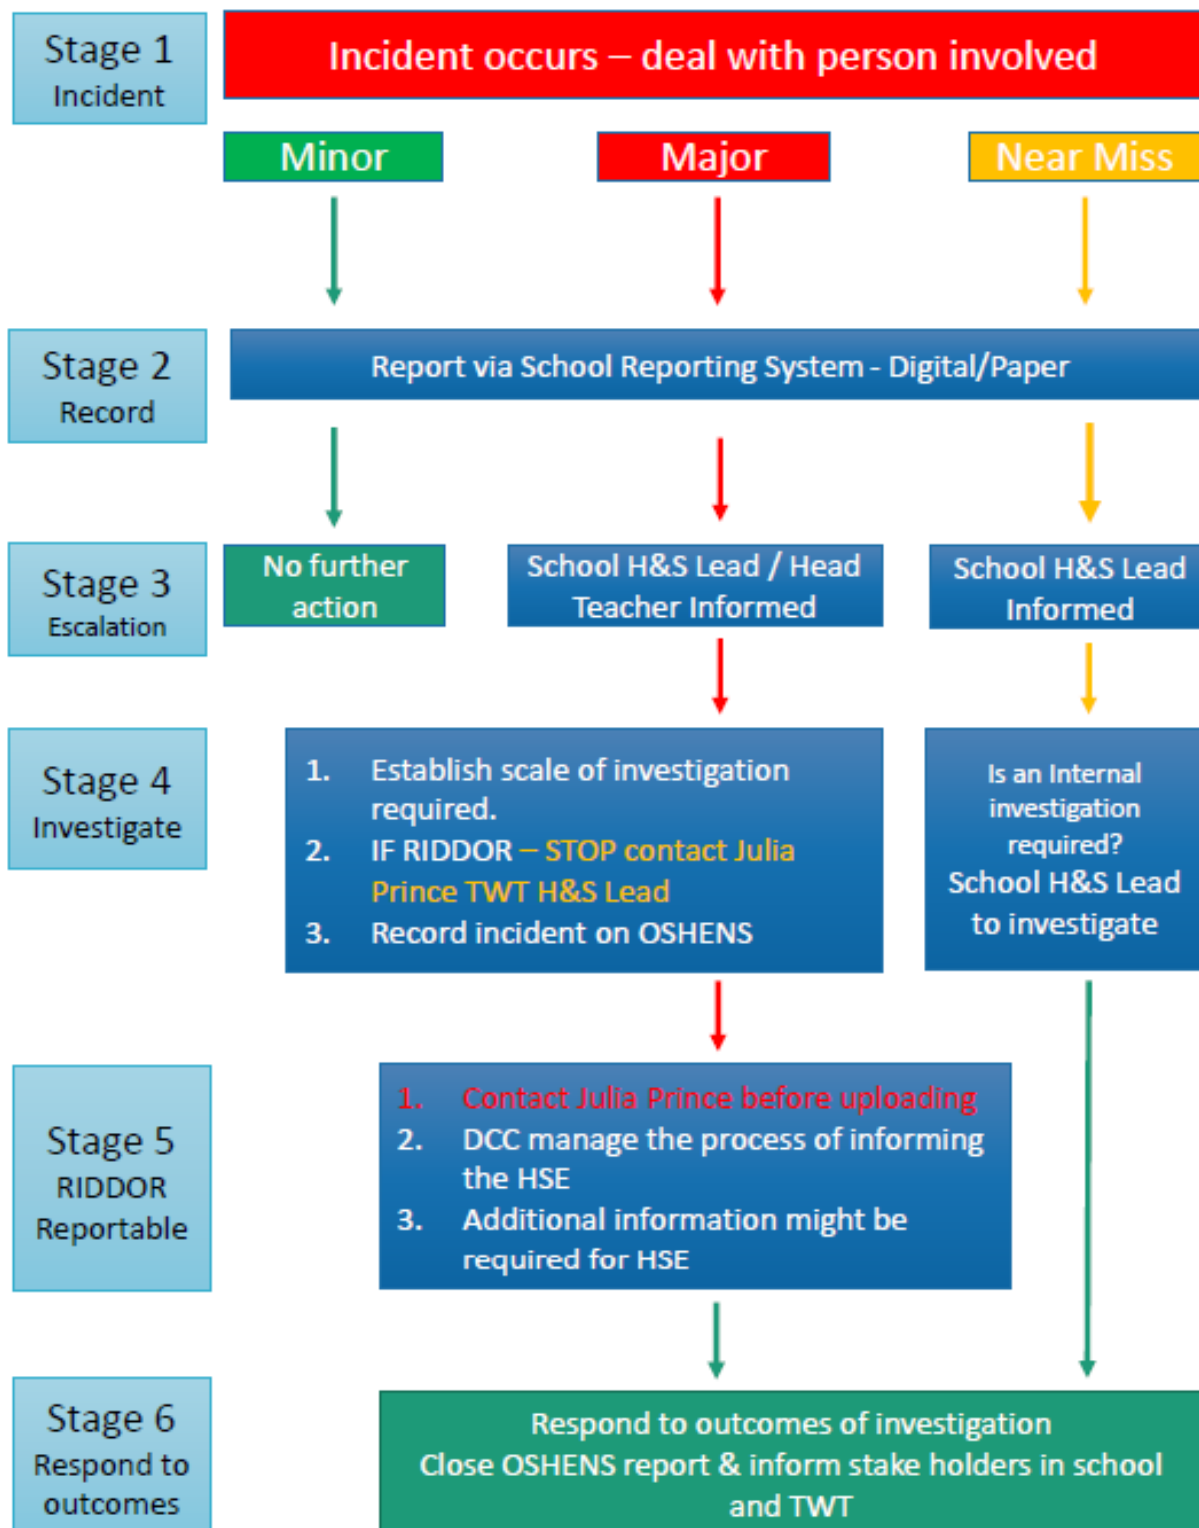 Stage 1
Incident
Incident occurs – deal with person involved
Minor
Major
Near Miss
Stage 2
Record
Report via School Reporting System - Digital/Paper
Stage 3
Escalation
No further
action
School H&S Lead / Head
Teacher Informed
School H&S Lead
Informed
Stage 4
Investigate
1. Establish scale of investigation
required.
2. IF RIDDOR – STOP contact Julia
Prince TWT H&S Lead
3. Record incident on OSHENS
Is an Internal
investigation
required?
School H&S Lead
to investigate
Stage 5
RIDDOR
Reportable
1. Contact Julia Prince before uploading
2. DCC manage the process of informing
the HSE
3. Additional information might be
required for HSE
Stage 6
Respond to
outcomes
Respond to outcomes of investigation
Close OSHENS report & inform stake holders in school
and TWT